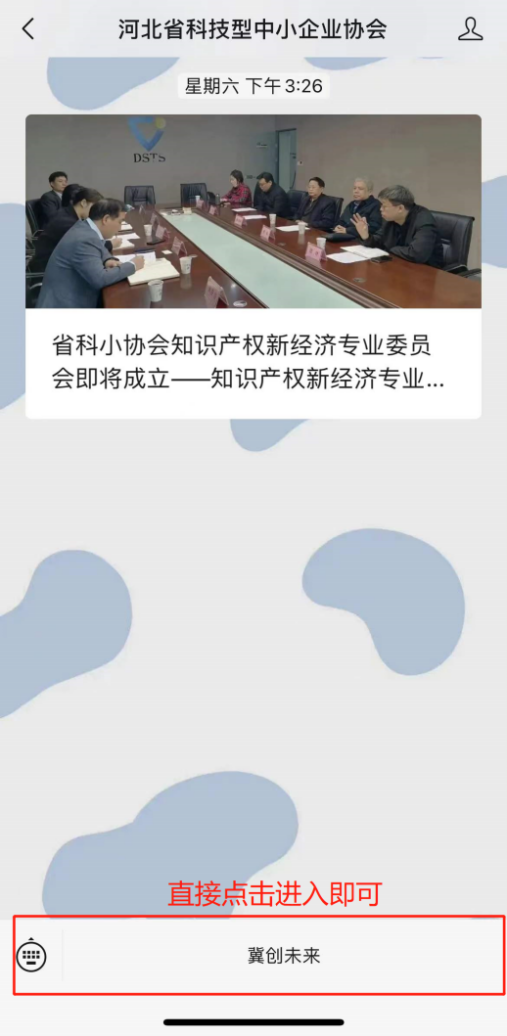 河北省科技型中小企业协会
星期六 下午3:26
DSTS
省科小协会知识产权新经济专业委员
会即将成立——知识产权新经济专业...
直接点击进入即可
冀创未来